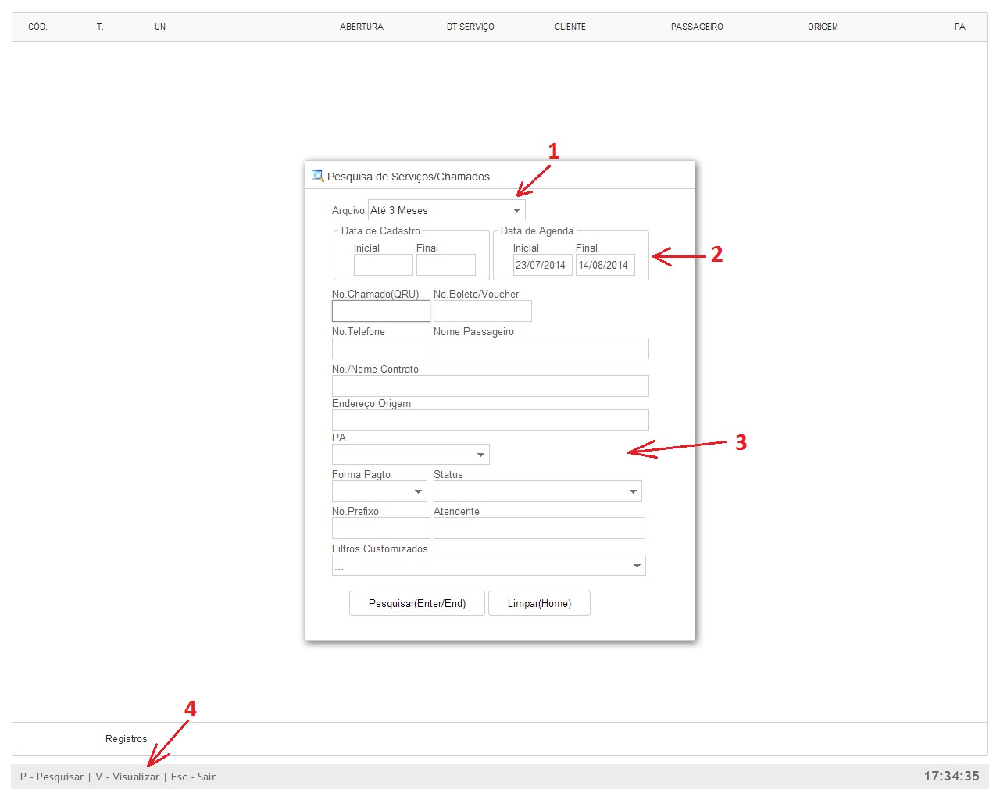 CÓD. T. UN ABERTURA DT SERVIÇO CLIENTE PASSAGEIRO ORIGEM PA
1
Pesquisa de Serviços/Chamados
Arquivo Até 3 Meses
Data de Cadastro Data de Agenda
Inicial Final Inicial Final
2
23/07/2014 14/08/2014
No.Chamado(QRU) No.Boleto/Voucher
No.Telefone Nome Passageiro
No./Nome Contrato
Endereço Origem
PA
3
Forma Pagto Status
No.Prefixo Atendente
Filtros Customizados
...
Pesquisar(Enter/End) Limpar(Home)
4
Registros
P - Pesquisar | V - Visualizar | Esc - Sair 17:34:35